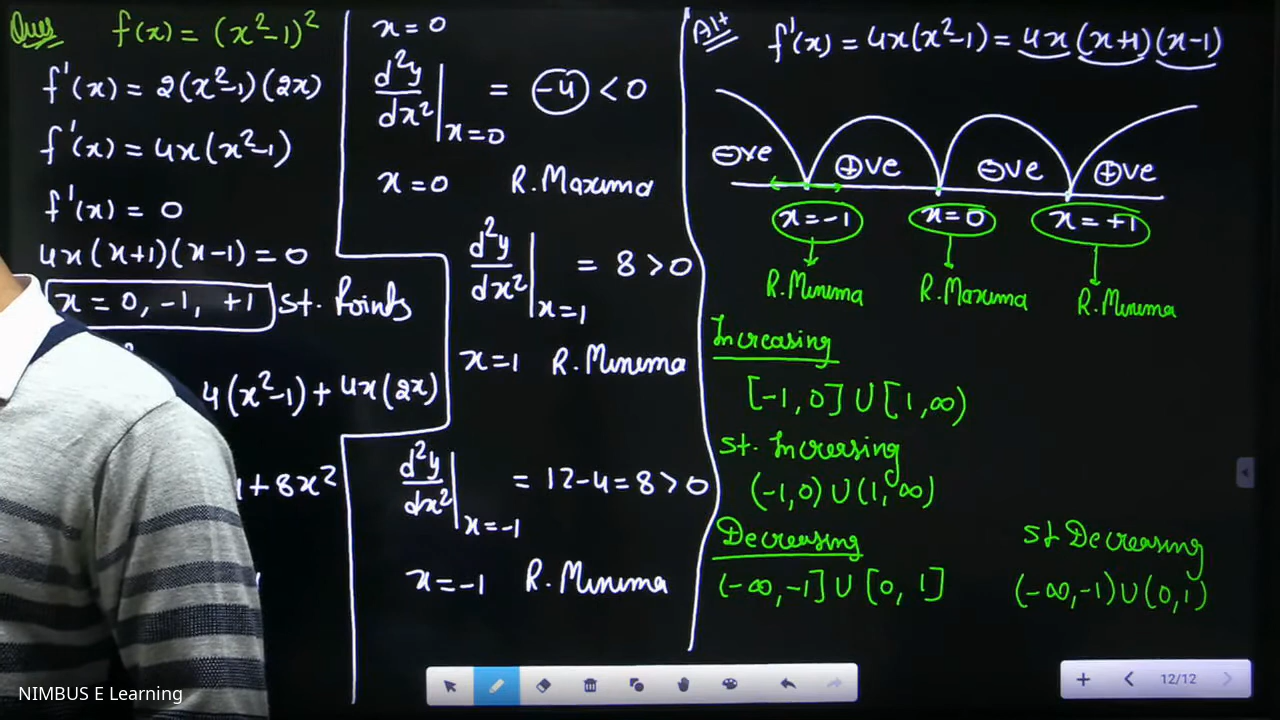 Ques f(x) = (x²-1)²
f'(x) = 2(x²-1)(2x)
f'(x) = 4x(x²-1)
f'(x) = 0
4x(x+1)(x-1) = 0
x = 0, -1, +1 st. Points
4(x²-1) + 4x(2x)
+ 8x²
x = 0
d²y/dx²|x=0 = -4 < 0
x = 0 R. Maxima
d²y/dx²|x=1 = 8 > 0
x = 1 R. Minima
d²y/dx²|x=-1 = 12-4 = 8 > 0
x = -1 R. Minima
Alt f'(x) = 4x(x²-1) = 4x (x+1) (x-1)
⊖ve ⊕ve ⊖ve ⊕ve
x = -1 x = 0 x = +1
R. Minima R. Maxima R. Minima
Increasing
[-1, 0] U [1, ∞)
st. Increasing
(-1, 0) U (1, ∞)
Decreasing
(-∞, -1] U [0, 1]
st Decreasing
(-∞, -1) U (0, 1)
NIMBUS E Learning
12/12